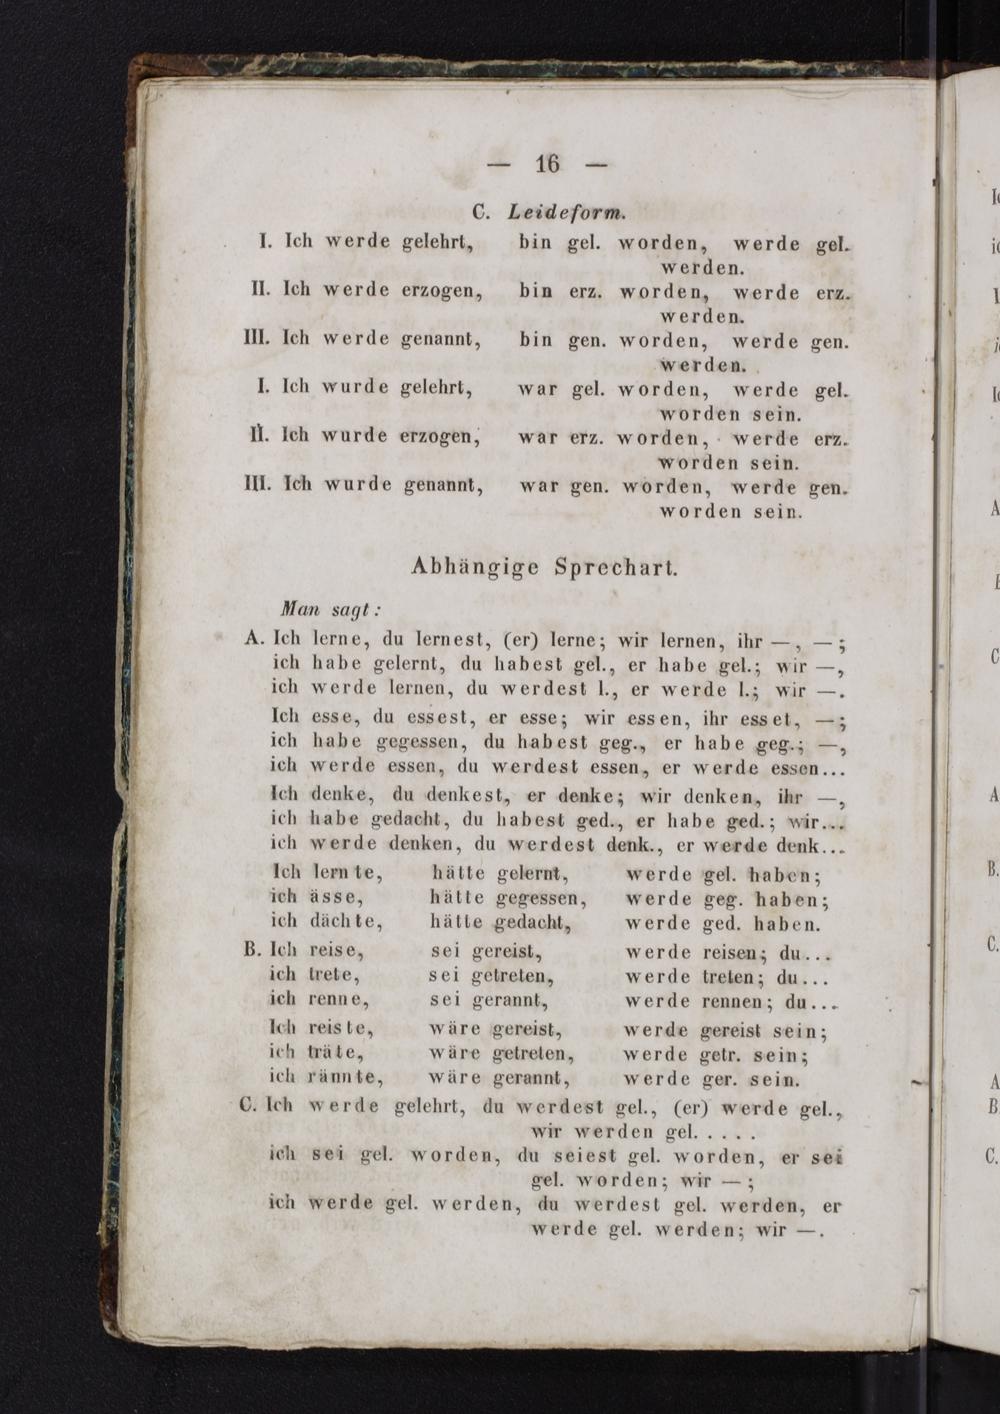 — 16 —
C. Leideform.
I. Ich werde gelehrt, bin gel. worden, werde gel.
werden.
II. Ich werde erzogen, bin erz. worden, werde erz.
werden.
III. Ich werde genannt, bin gen. worden, werde gen.
werden.
I. Ich wurde gelehrt, war gel. worden, werde gel.
worden sein.
II. Ich wurde erzogen, war erz. worden, werde erz.
worden sein.
III. Ich wurde genannt, war gen. worden, werde gen.
worden sein.
Abhängige Sprechart.
Man sagt:
A. Ich lerne, du lernest, (er) lerne; wir lernen, ihr —, —;
ich habe gelernt, du habest gel., er habe gel.; wir —,
ich werde lernen, du werdest l., er werde l.; wir —.
Ich esse, du essest, er esse; wir essen, ihr esset, —;
ich habe gegessen, du habest geg., er habe geg.; —,
ich werde essen, du werdest essen, er werde essen...
Ich denke, du denkest, er denke; wir denken, ihr —,
ich habe gedacht, du habest ged., er habe ged.; wir...
ich werde denken, du werdest denk., er werde denk...
Ich lernte, hätte gelernt, werde gel. haben;
ich ässe, hätte gegessen, werde geg. haben;
ich dächte, hätte gedacht, werde ged. haben.
B. Ich reise, sei gereist, werde reisen; du...
ich trete, sei getreten, werde treten; du...
ich renne, sei gerannt, werde rennen; du...
Ich reiste, wäre gereist, werde gereist sein;
ich träte, wäre getreten, werde getr. sein;
ich rännte, wäre gerannt, werde ger. sein.
C. Ich werde gelehrt, du werdest gel., (er) werde gel.,
wir werden gel. . . . .
ich sei gel. worden, du seiest gel. worden, er sei
gel. worden; wir —;
ich werde gel. werden, du werdest gel. werden, er
werde gel. werden; wir —.